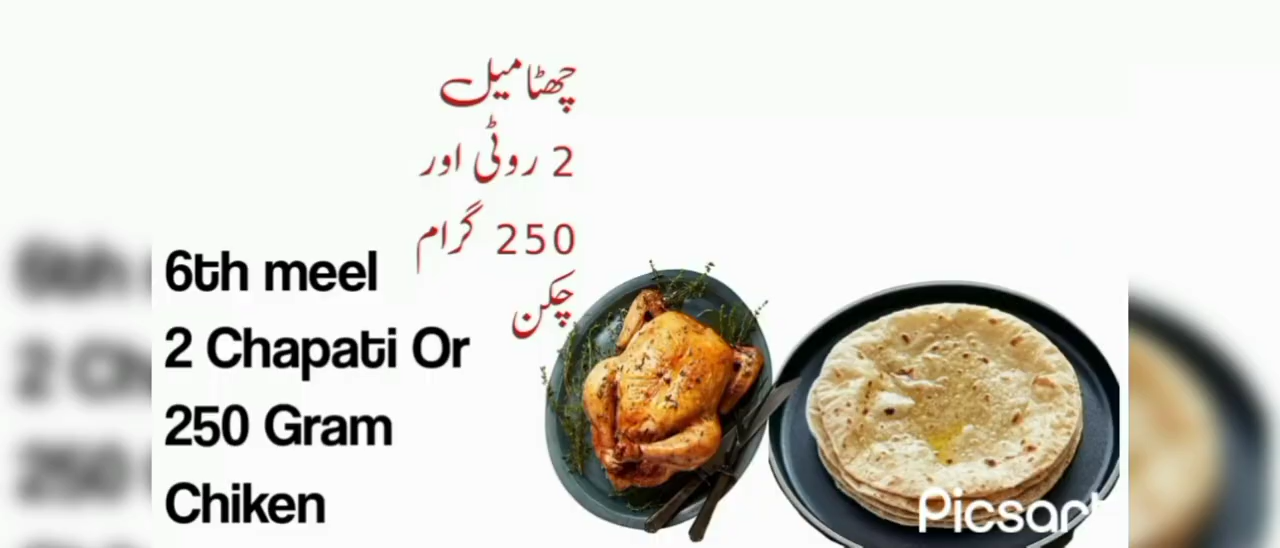 چھٹا میل
2 روٹی اور
250 گرام
چکن
6th meel
2 Chapati Or
250 Gram
Chiken
Picsart